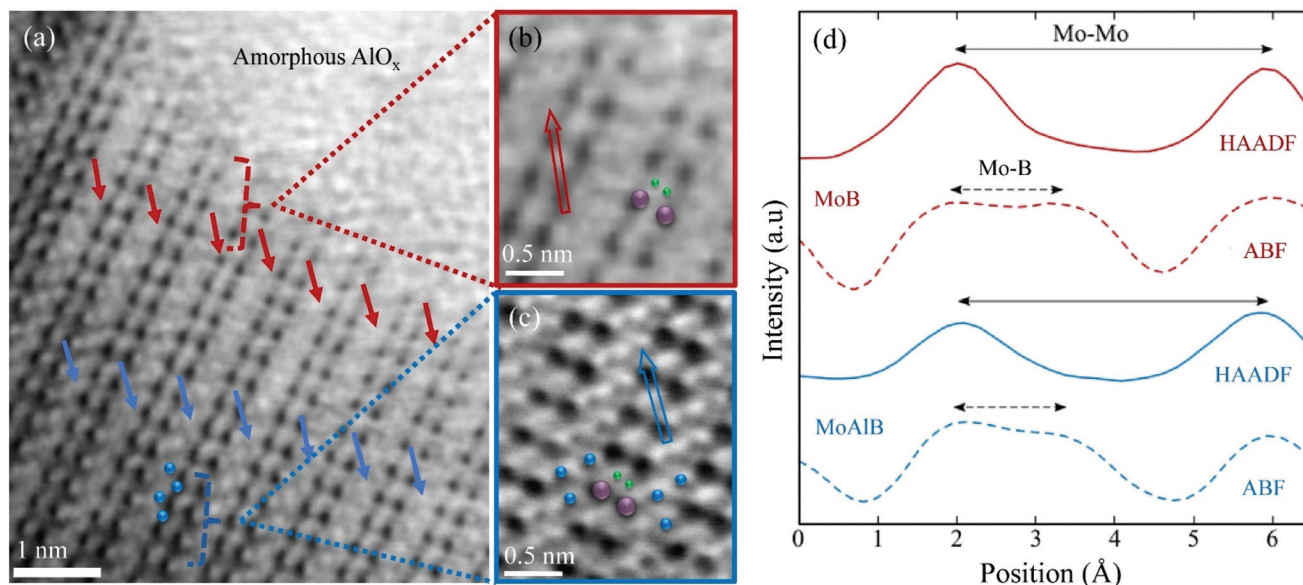 (a)
Amorphous AlOₓ
1 nm
(b)
0.5 nm
(c)
0.5 nm
(d)
Mo-Mo
HAADF
Mo-B
MoB
ABF
HAADF
MoAlB
ABF
Intensity (a.u)
0 1 2 3 4 5 6
Position (Å)